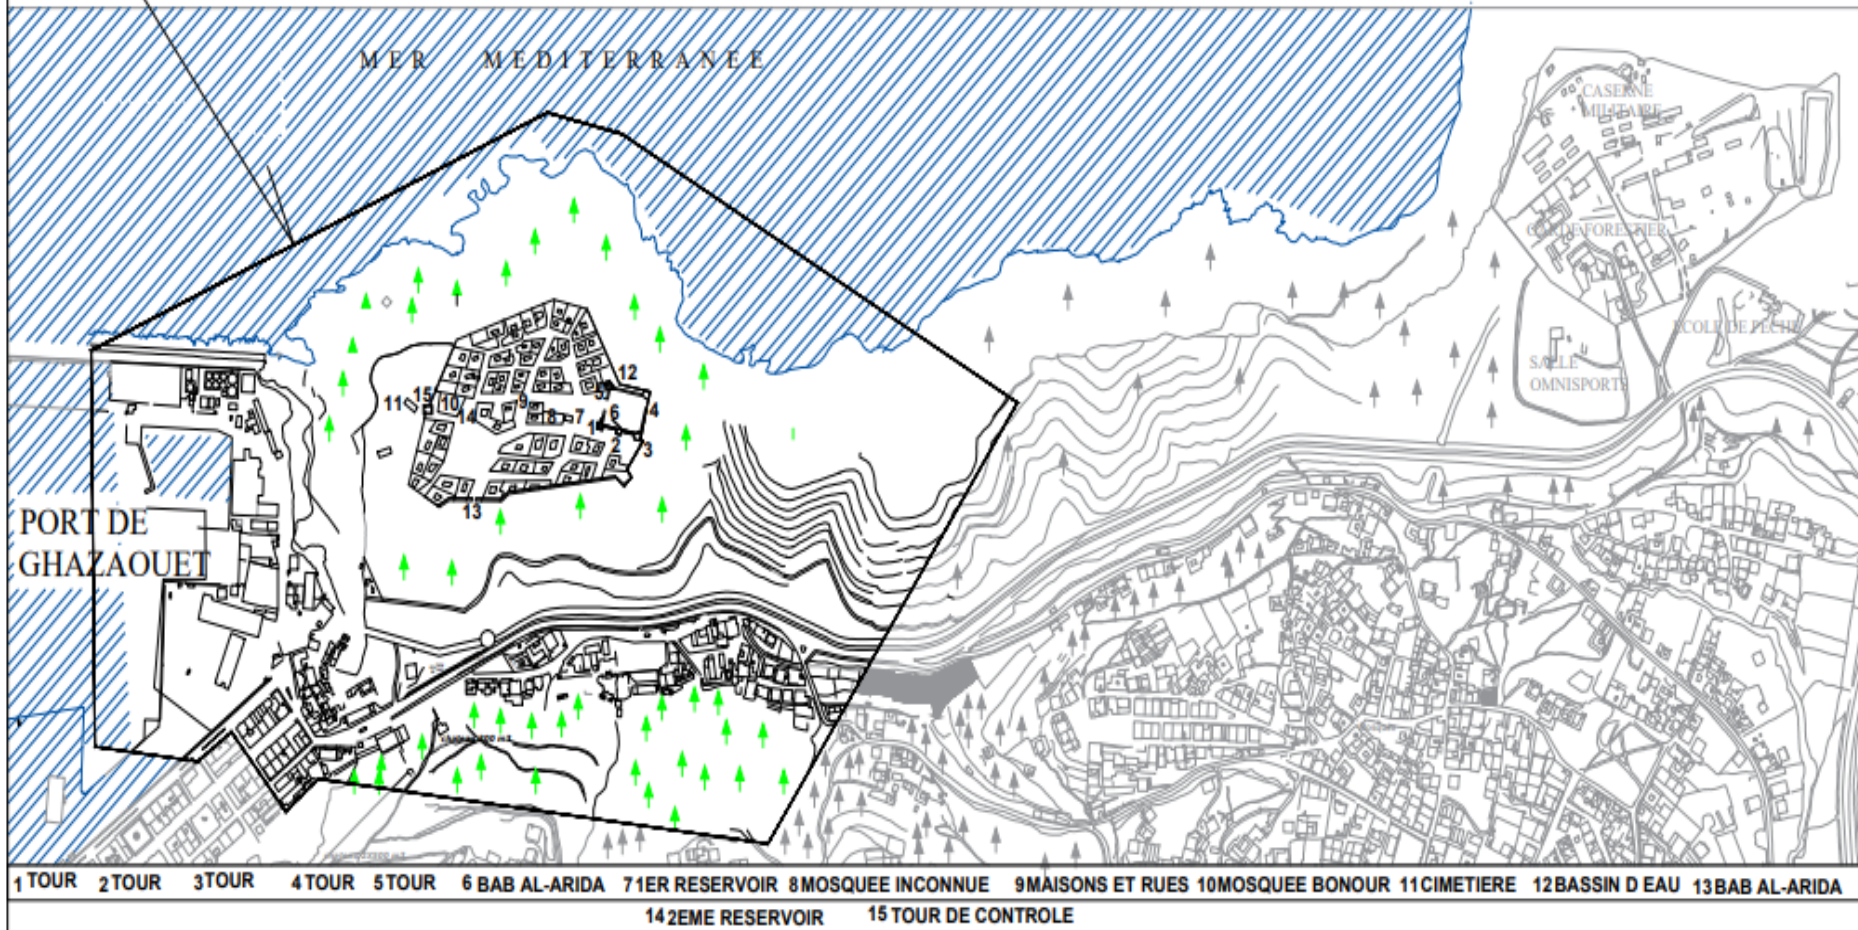 MER MEDITERRANEE
CASERNE
MILITAIRE
GARDE FORESTIER
ECOLE DE PECHE
SALLE
OMNISPORTS
12
5
4
15
11
10
9
14
8
7
6
1
2
3
13
PORT DE
GHAZAOUET
1 TOUR 2 TOUR 3 TOUR 4 TOUR 5 TOUR 6 BAB AL-ARIDA 7 1ER RESERVOIR 8 MOSQUEE INCONNUE 9 MAISONS ET RUES 10 MOSQUEE BONOUR 11 CIMETIERE 12 BASSIN D EAU 13 BAB AL-ARIDA
14 2EME RESERVOIR 15 TOUR DE CONTROLE